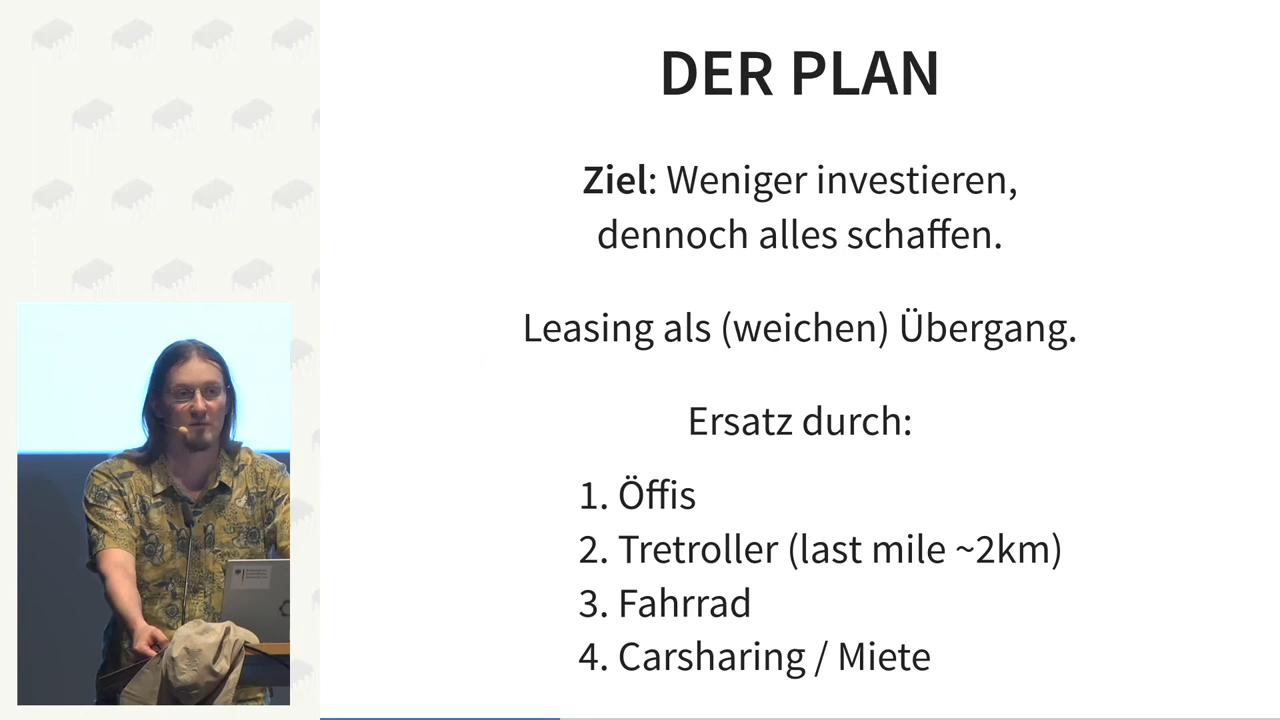 DER PLAN
Ziel: Weniger investieren,
dennoch alles schaffen.
Leasing als (weichen) Übergang.
Ersatz durch:
1. Öffis
2. Tretroller (last mile ~2km)
3. Fahrrad
4. Carsharing / Miete